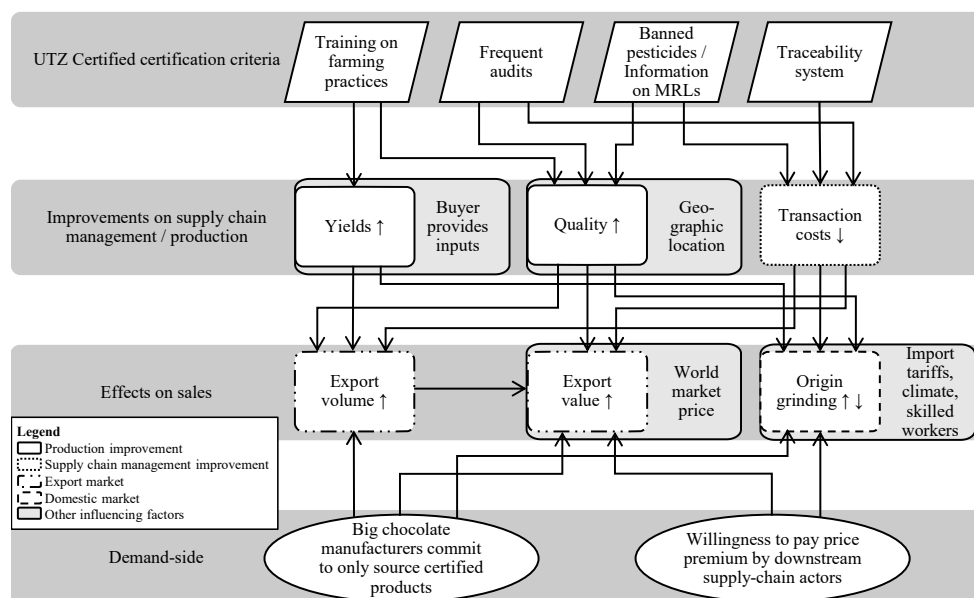 UTZ Certified certification criteria
Training on
farming
practices
Frequent
audits
Banned
pesticides /
Information
on MRLs
Traceability
system
Improvements on supply chain
management / production
Yields ↑
Buyer
provides
inputs
Quality ↑
Geo-
graphic
location
Transaction
costs ↓
Effects on sales
Export
volume ↑
Export
value ↑
World
market
price
Origin
grinding ↑↓
Import
tariffs,
climate,
skilled
workers
Legend
Production improvement
Supply chain management improvement
Export market
Domestic market
Other influencing factors
Demand-side
Big chocolate
manufacturers commit
to only source certified
products
Willingness to pay price
premium by downstream
supply-chain actors